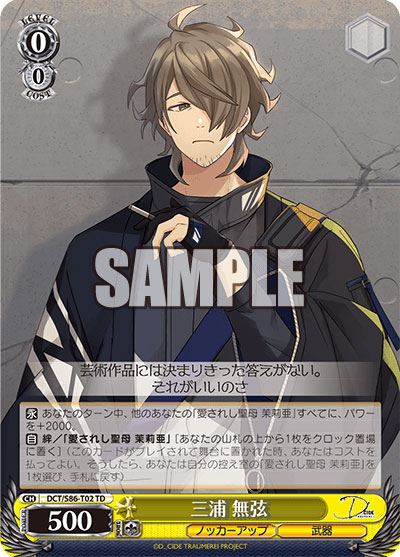 LEVEL
0
0
COST
SAMPLE
芸術作品には決まりきった答えがない。
それがいいのさ
永 あなたのターン中、他のあなたの「愛されし聖母 茉莉亜」すべてに、パワー
を+2000。
自 絆/「愛されし聖母 茉莉亜」［あなたの山札の上から1枚をクロック置場
に置く］（このカードがプレイされて舞台に置かれた時、あなたはコストを払
ってよい。そうしたら、あなたは自分の控え室の「愛されし聖母 茉莉亜」
を1枚選び、手札に戻す）
CH DCT/S86-T02 TD
三浦 無弦
POWER
500
ノッカーアップ
武器
©D_CIDE TRAUMEREI PROJECT